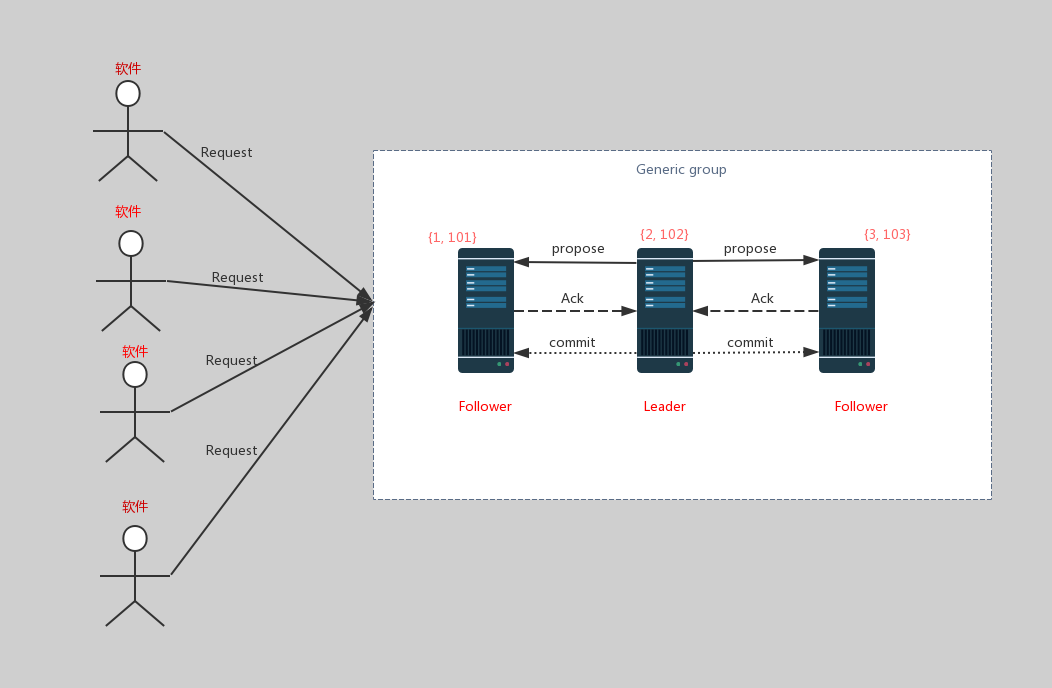 软件
Request
软件
Request
软件
Request
Request
软件
Generic group
{1, 101}
{2, 102}
{3, 103}
propose
propose
Ack
Ack
commit
commit
Follower
Leader
Follower